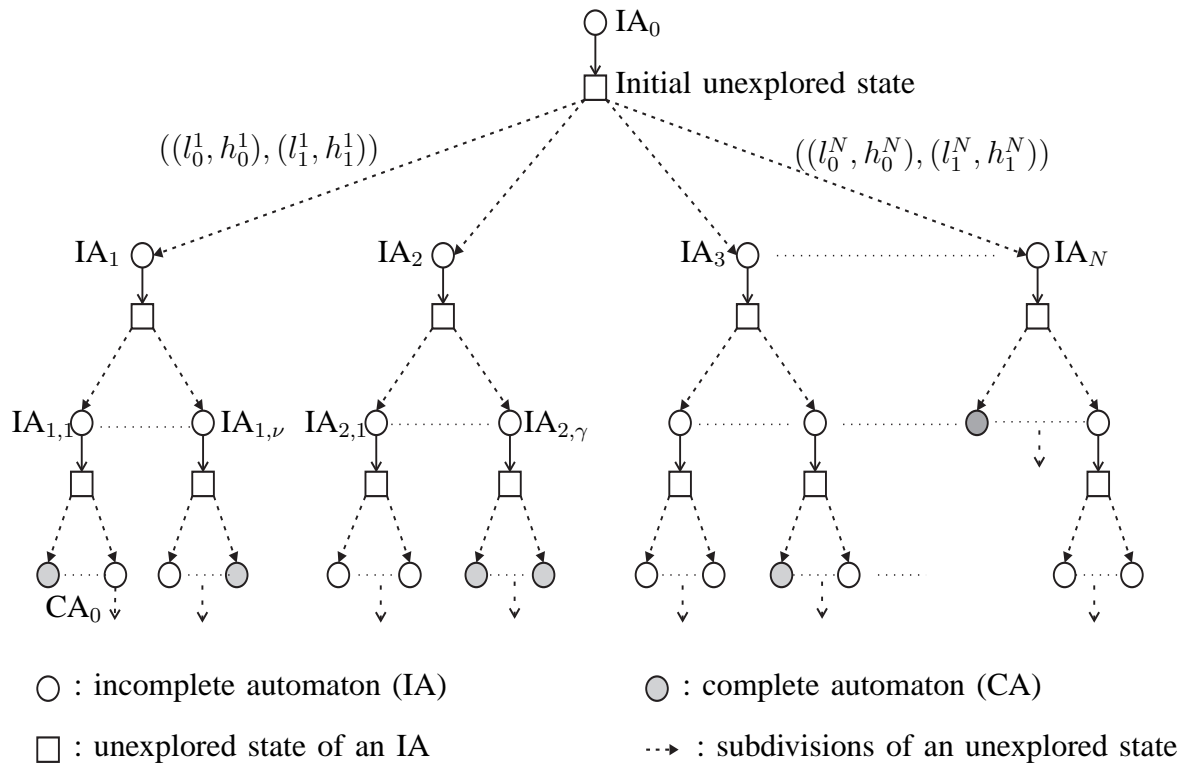 IA₀
Initial unexplored state
((l₀¹, h₀¹), (l₁¹, h₁¹)) ((l₀ᴺ, h₀ᴺ), (l₁ᴺ, h₁ᴺ))
IA₁ IA₂ IA₃ IA_N
IA₁,₁ IA₁,ᵥ IA₂,₁ IA₂,ᵧ
CA₀
: incomplete automaton (IA) : complete automaton (CA)
: unexplored state of an IA : subdivisions of an unexplored state